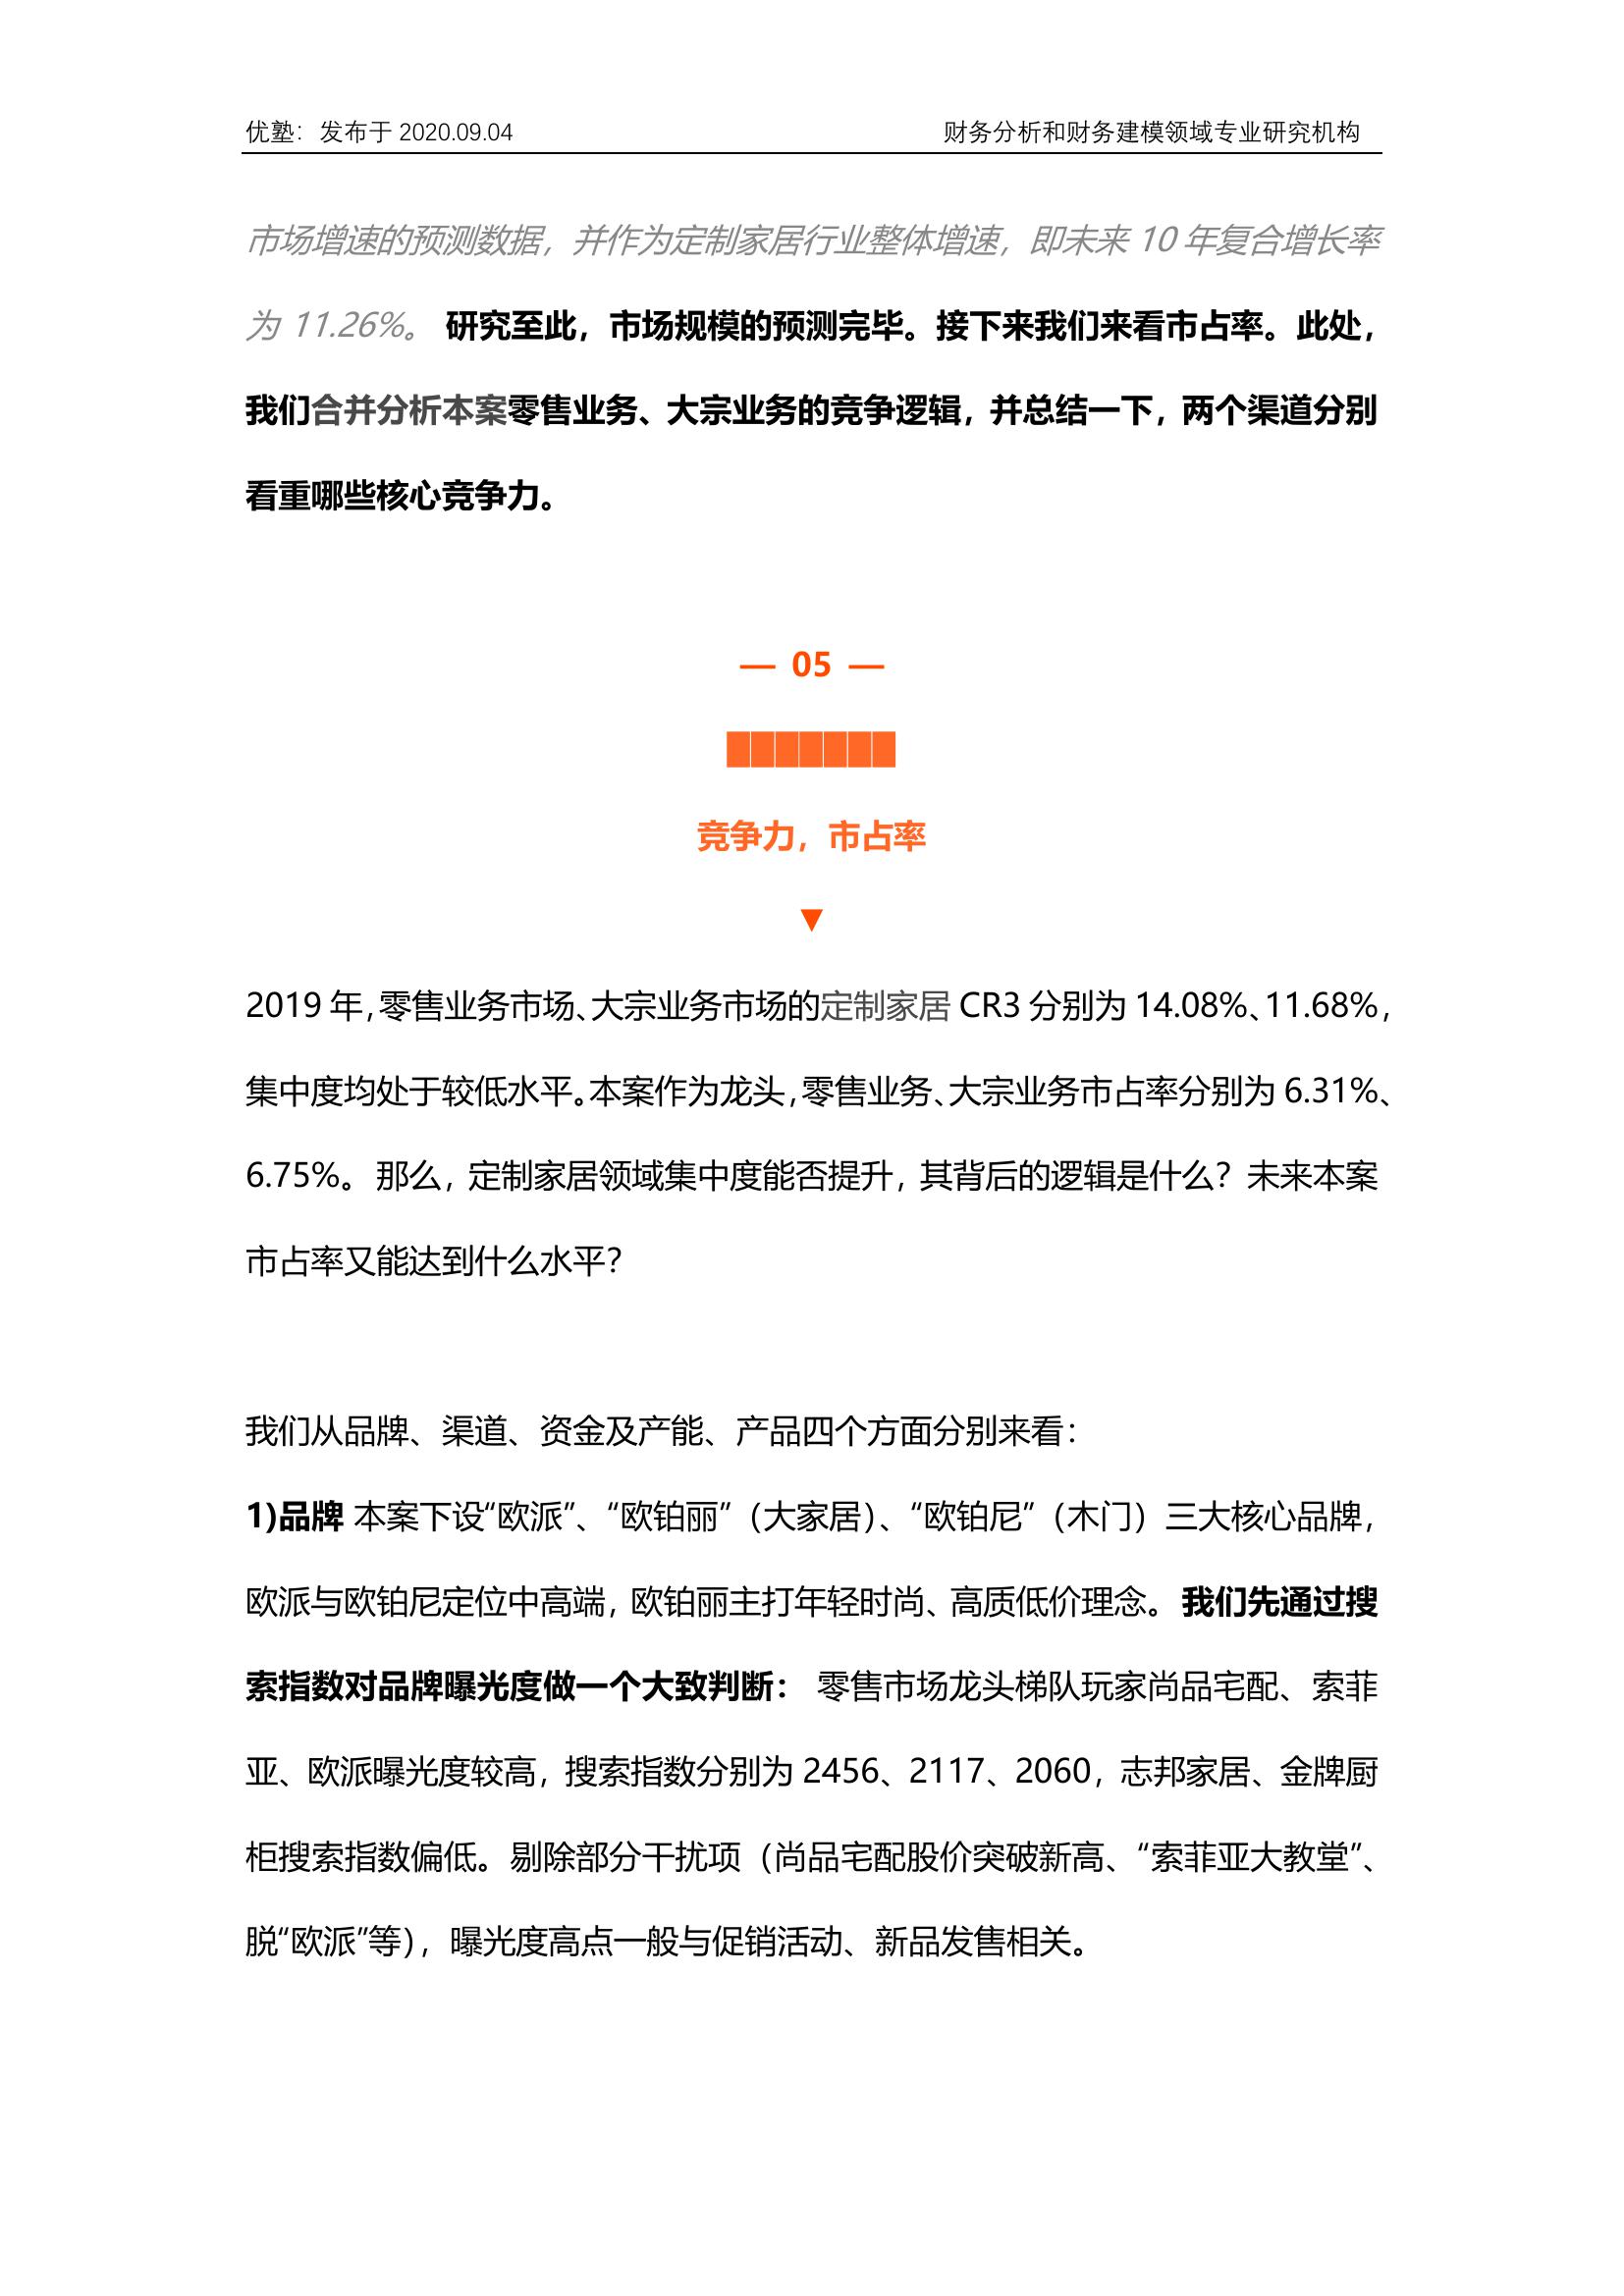 优塾：发布于 2020.09.04 财务分析和财务建模领域专业研究机构
市场增速的预测数据，并作为定制家居行业整体增速，即未来 10 年复合增长率
为 11.26%。 研究至此，市场规模的预测完毕。接下来我们来看市占率。此处，
我们合并分析本案零售业务、大宗业务的竞争逻辑，并总结一下，两个渠道分别
看重哪些核心竞争力。
— 05 —
███████
竞争力，市占率
▼
2019 年，零售业务市场、大宗业务市场的定制家居 CR3 分别为 14.08%、11.68%，
集中度均处于较低水平。本案作为龙头，零售业务、大宗业务市占率分别为 6.31%、
6.75%。 那么，定制家居领域集中度能否提升，其背后的逻辑是什么？未来本案
市占率又能达到什么水平？
我们从品牌、渠道、资金及产能、产品四个方面分别来看：
1)品牌 本案下设“欧派”、“欧铂丽”（大家居）、“欧铂尼”（木门）三大核心品牌，
欧派与欧铂尼定位中高端，欧铂丽主打年轻时尚、高质低价理念。 我们先通过搜
索指数对品牌曝光度做一个大致判断： 零售市场龙头梯队玩家尚品宅配、索菲
亚、欧派曝光度较高，搜索指数分别为 2456、2117、2060，志邦家居、金牌厨
柜搜索指数偏低。剔除部分干扰项（尚品宅配股价突破新高、“索菲亚大教堂”、
脱“欧派”等），曝光度高点一般与促销活动、新品发售相关。